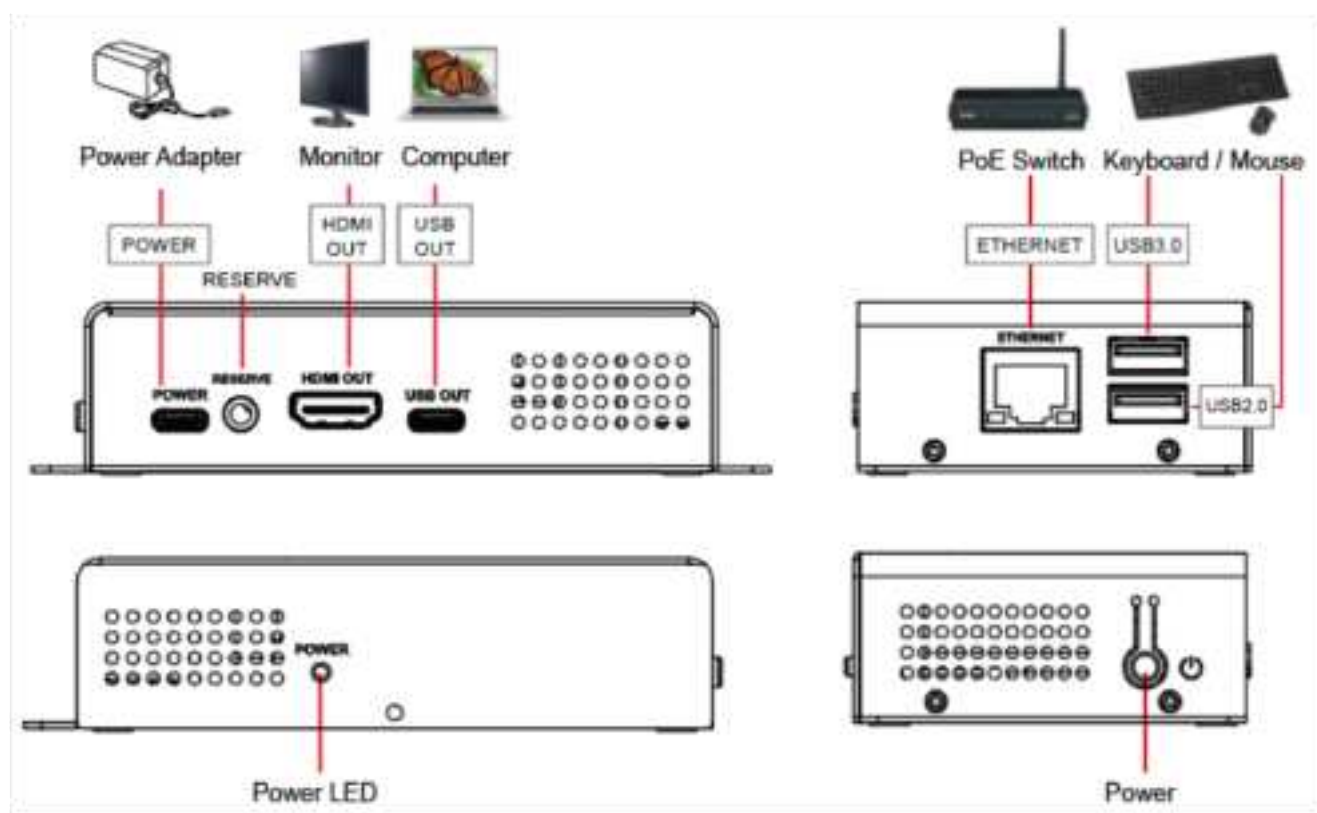 Power Adapter
Monitor
Computer
POWER
HDMI
OUT
USB
OUT
RESERVE
POWER
RESERVE
HDMI OUT
USB OUT
PoE Switch
Keyboard / Mouse
ETHERNET
USB3.0
ETHERNET
USB2.0
POWER
Power LED
Power